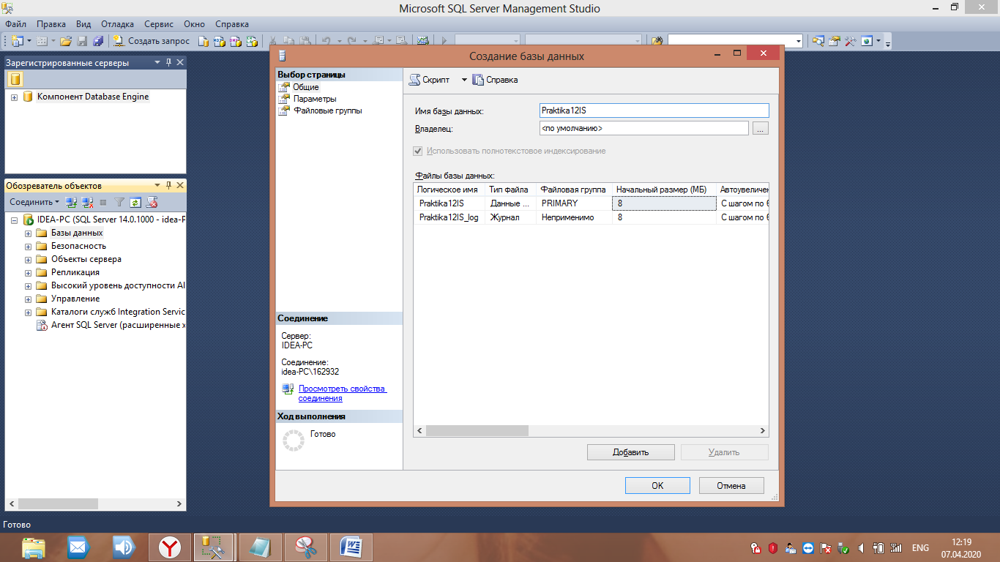 Microsoft SQL Server Management Studio
Файл Правка Вид Отладка Сервис Окно Справка
Создать запрос
Зарегистрированные серверы
Компонент Database Engine
Обозреватель объектов
Соединить
IDEA-PC (SQL Server 14.0.1000 - idea-P
Базы данных
Безопасность
Объекты сервера
Репликация
Высокий уровень доступности Al
Управление
Каталоги служб Integration Servic
Агент SQL Server (расширенные х
Создание базы данных
Выбор страницы
Общие
Параметры
Файловые группы
Соединение
Сервер:
IDEA-PC
Соединение:
idea-PC\162932
Просмотреть свойства
соединения
Ход выполнения
Готово
Скрипт Справка
Имя базы данных: Praktika12IS
Владелец: <по умолчанию> ...
Использовать полнотекстовое индексирование
Файлы базы данных:
Логическое имя Тип файла Файловая группа Начальный размер (МБ) Автоувеличен
Praktika12IS Данные ... PRIMARY 8 С шагом по 6
Praktika12IS_log Журнал Неприменимо 8 С шагом по 6
Добавить Удалить
OK Отмена
Готово
ENG
12:19
07.04.2020